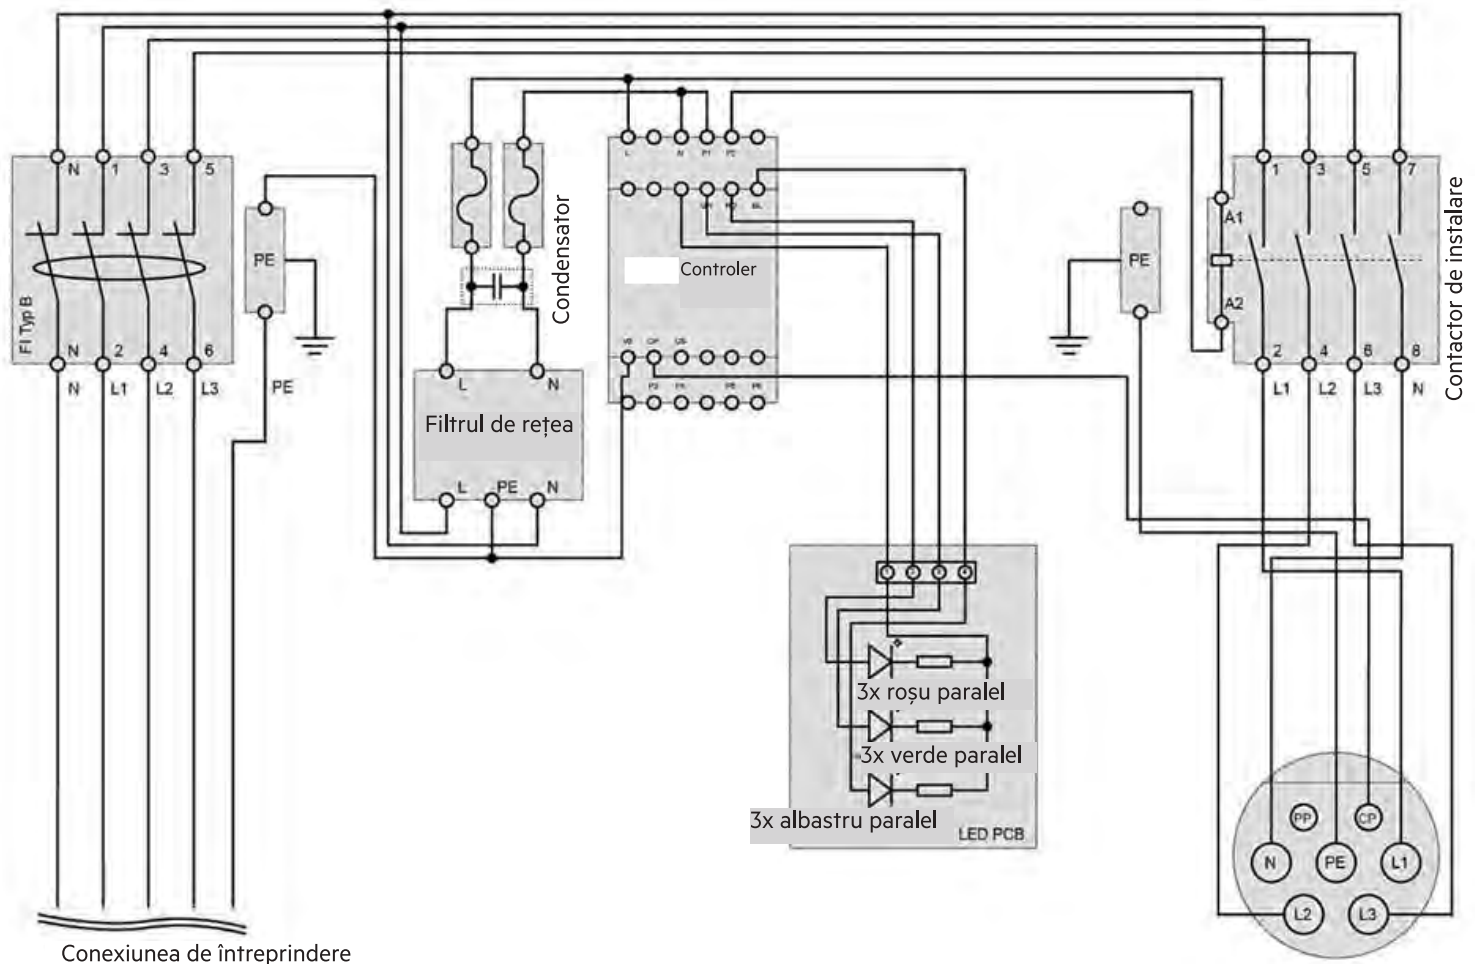 N 1 3 5
FI Typ B
N 2 4 6
N L1 L2 L3 PE
PE
Condensator
L N
Filtrul de rețea
L PE N
L N P1
Controler
PE
A1
A2
1 3 5 7
2 4 6 8
L1 L2 L3 N
Contactor de instalare
3x roșu paralel
3x verde paralel
3x albastru paralel
LED PCB
PP CP
N PE L1
L2 L3
Conexiunea de întreprindere